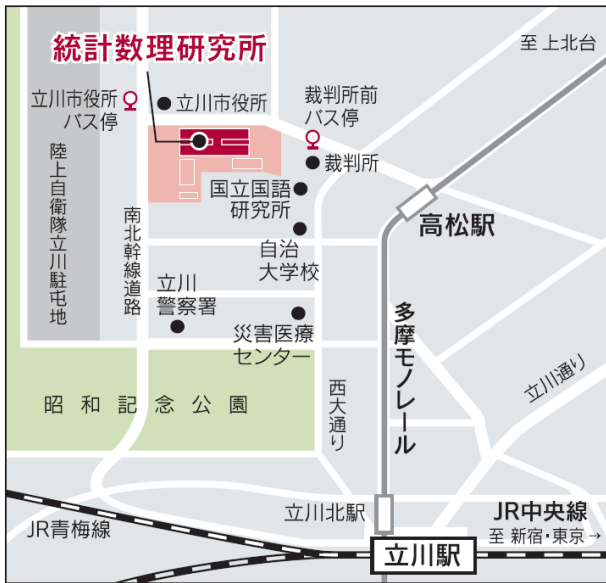 統計数理研究所
至 上北台
立川市役所
バス停
立川市役所
裁判所前
バス停
裁判所
陸上自衛隊立川駐屯地
南北幹線道路
国立国語
研究所
高松駅
自治
大学校
立川
警察署
災害医療
センター
多摩モノレール
昭和記念公園
西大通り
立川通り
立川北駅
JR中央線
至 新宿・東京→
JR青梅線
立川駅